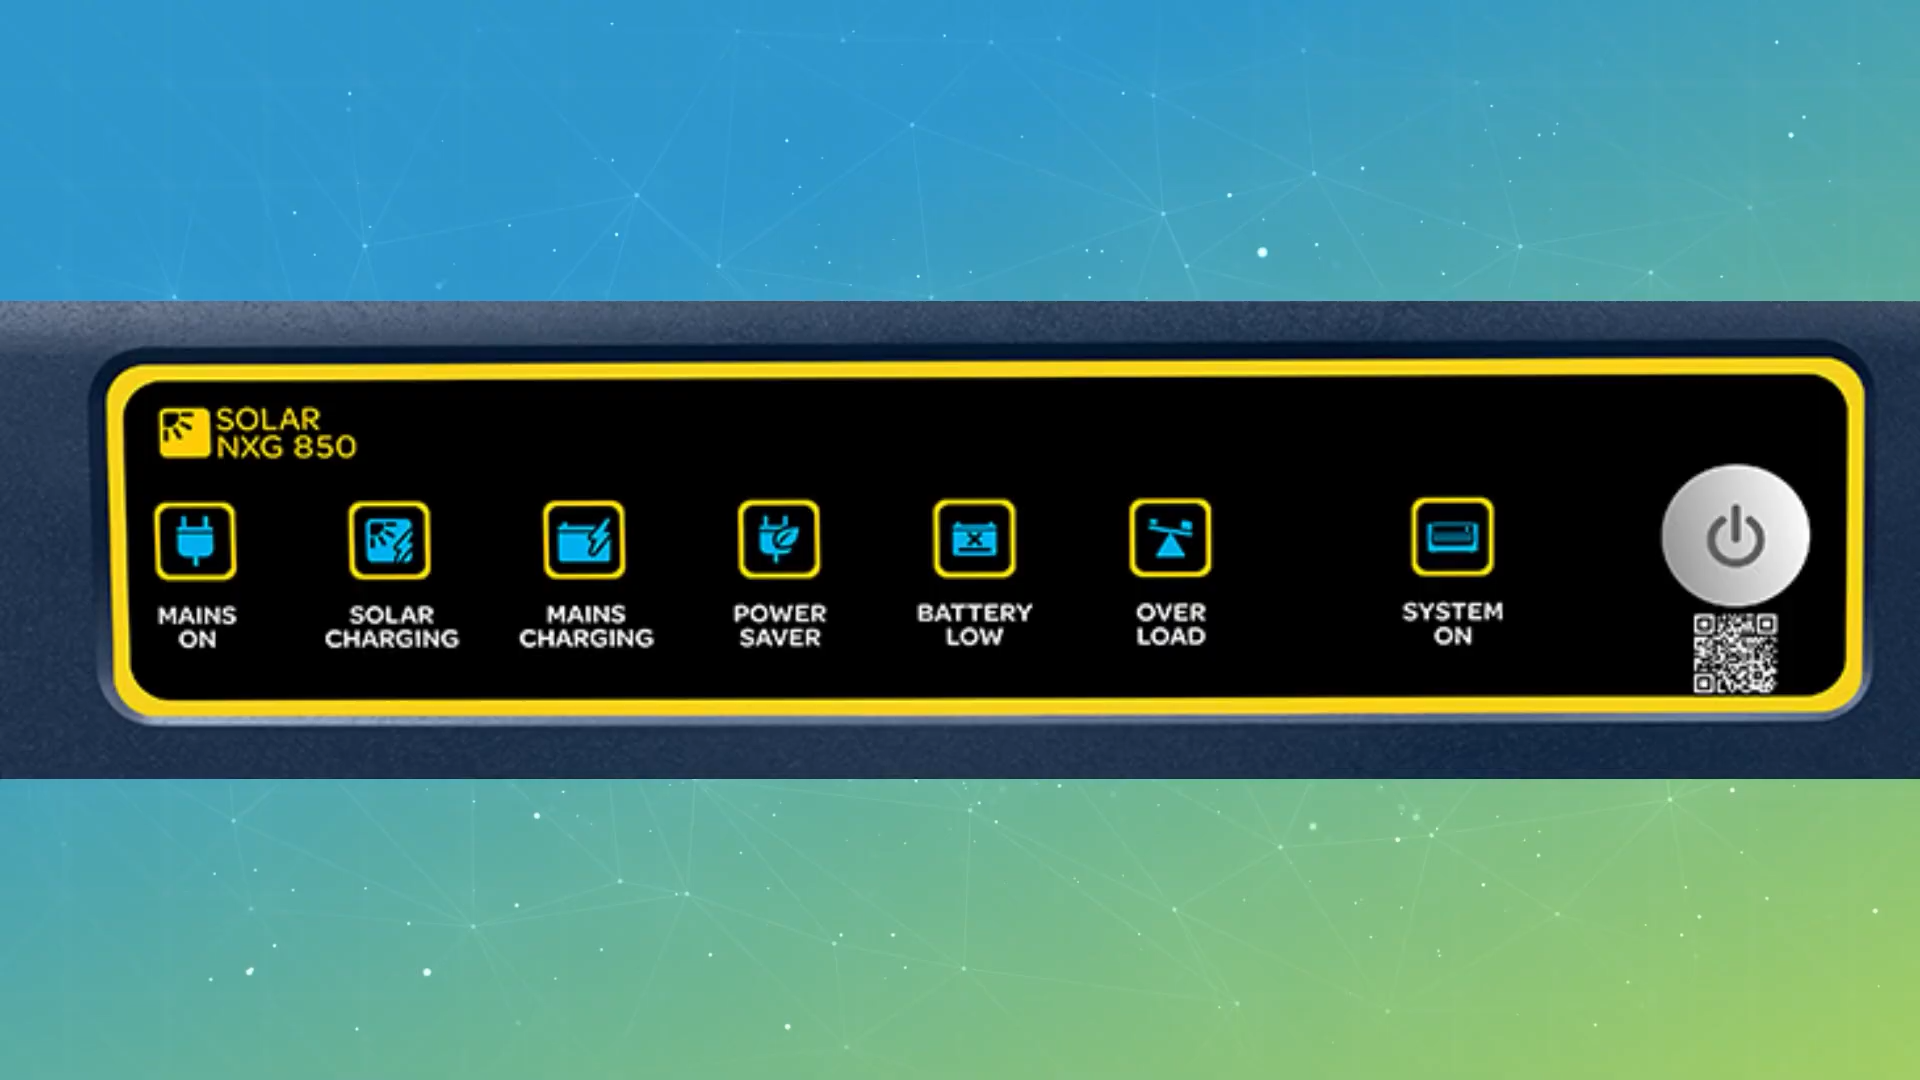 SOLAR
NXG 850
MAINS
ON
SOLAR
CHARGING
MAINS
CHARGING
POWER
SAVER
BATTERY
LOW
OVER
LOAD
SYSTEM
ON